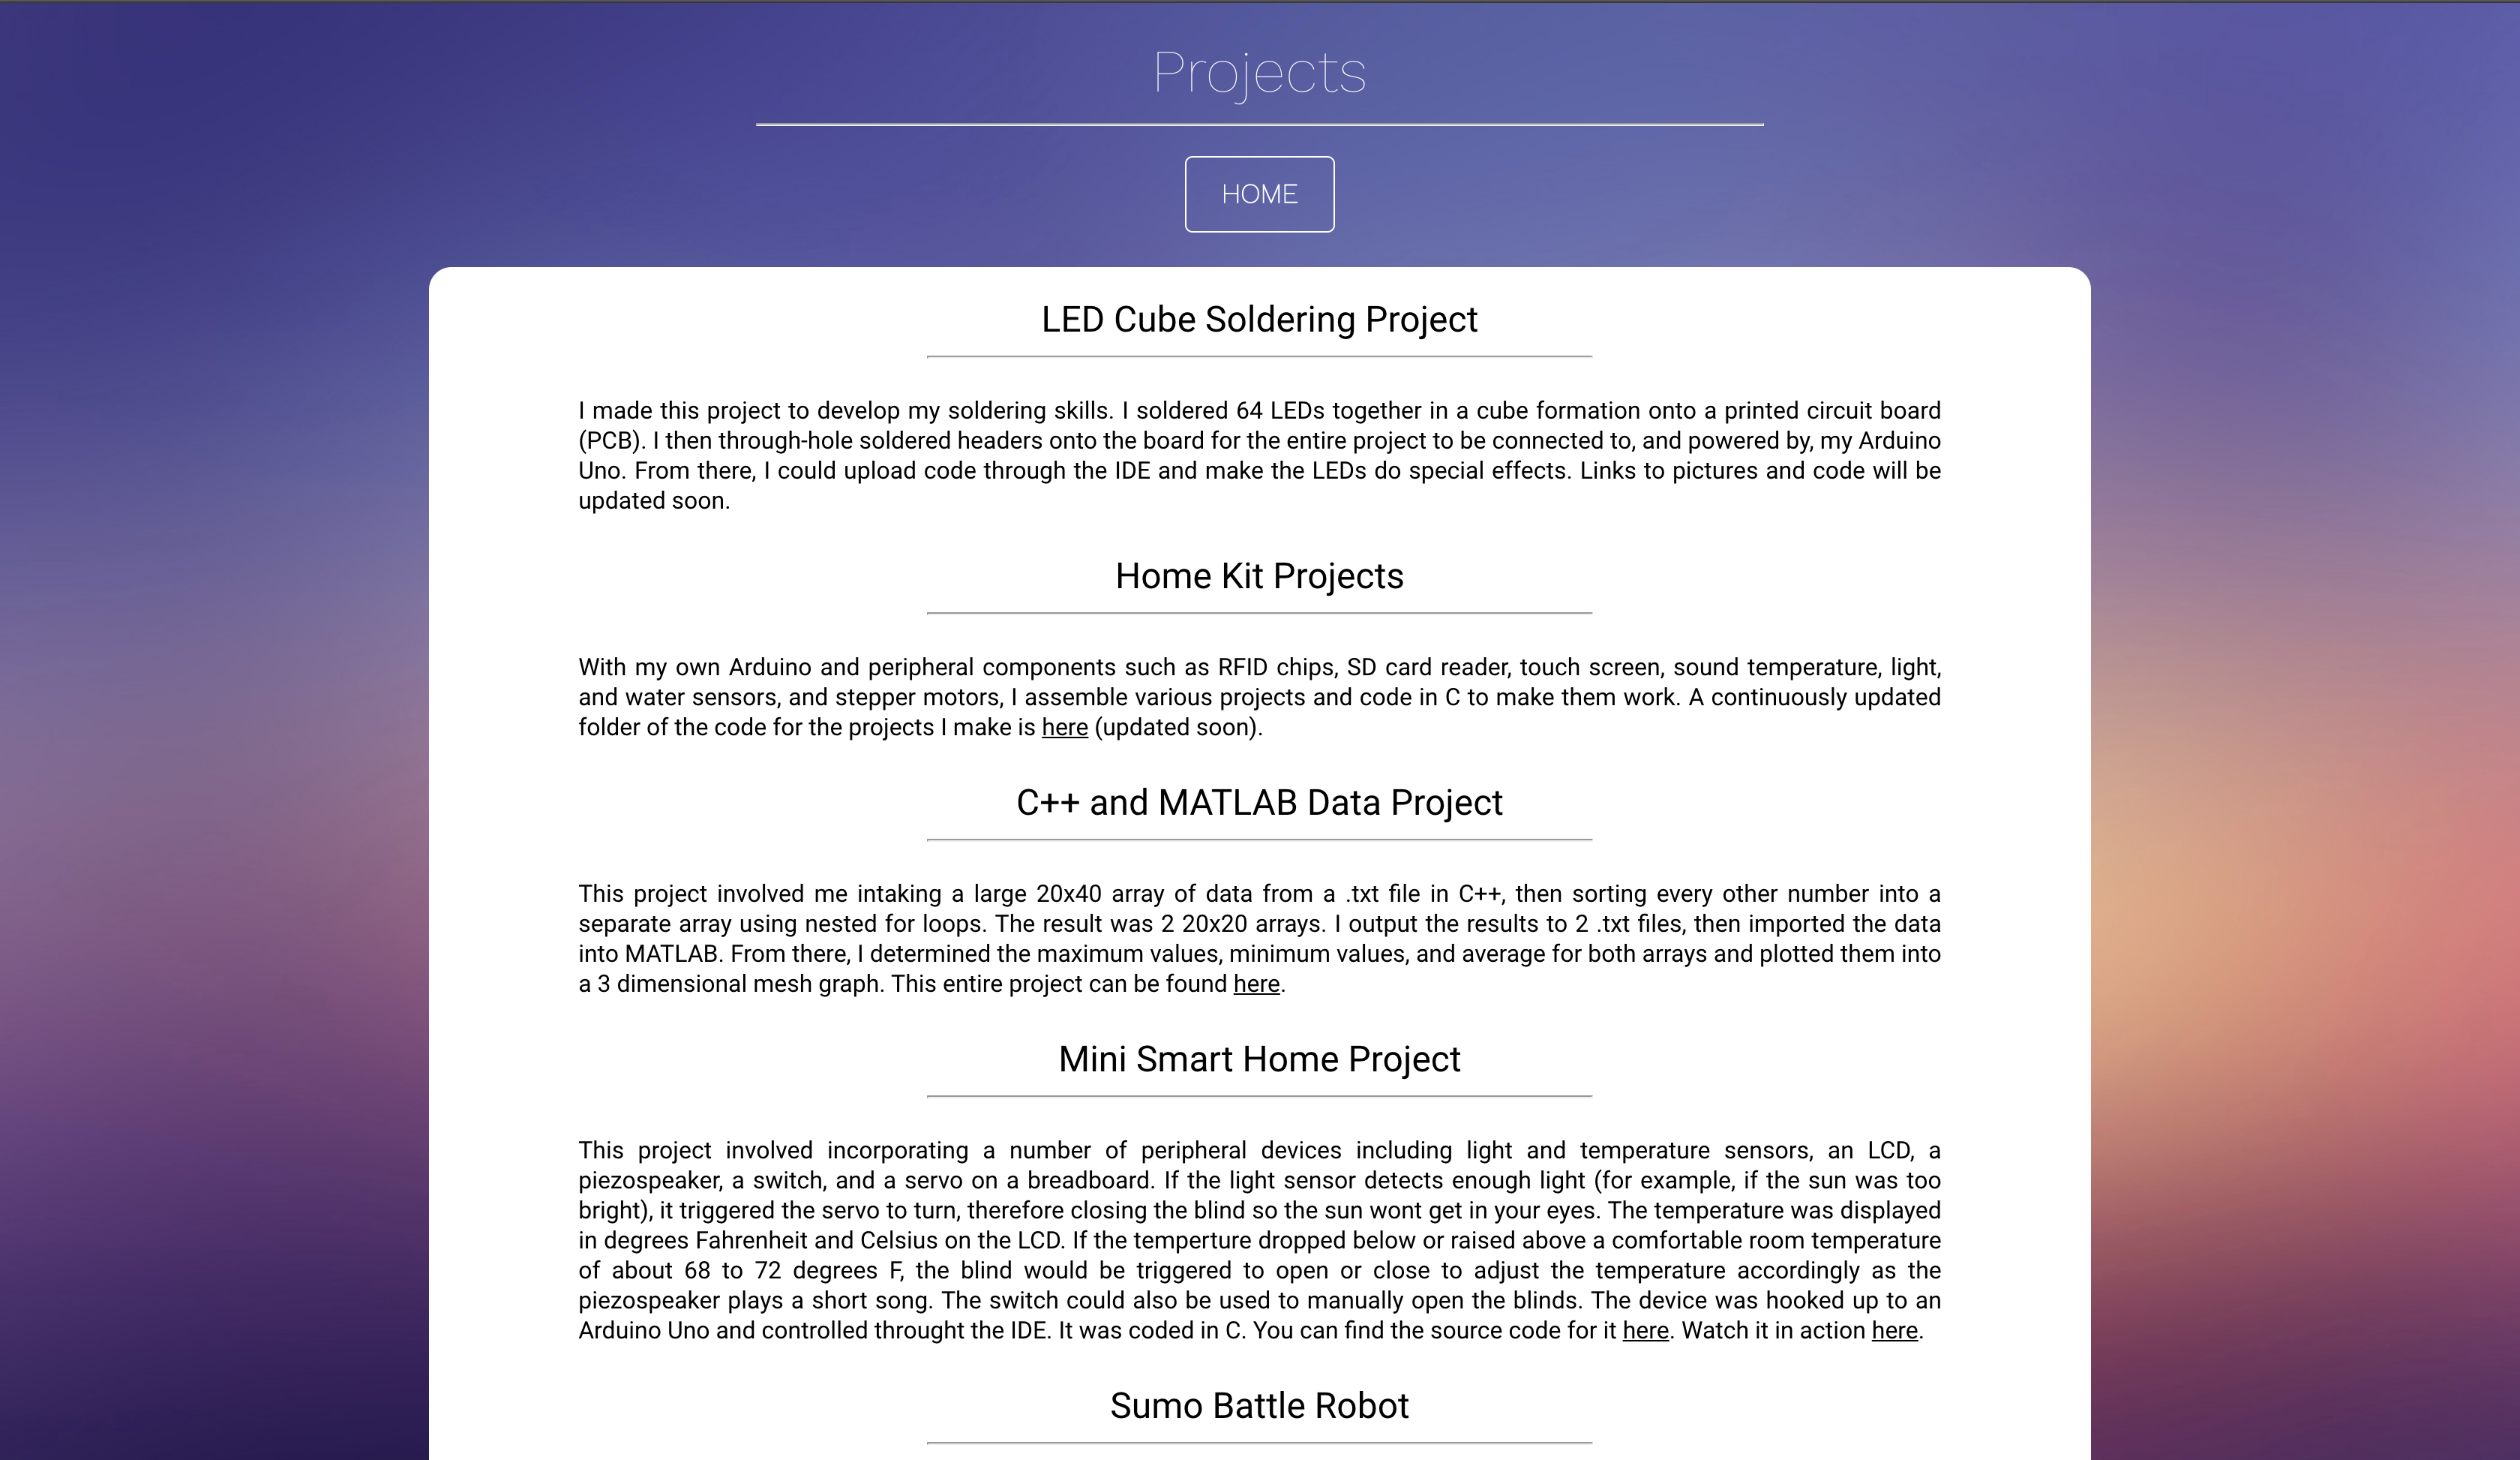 Projects
HOME
LED Cube Soldering Project
I made this project to develop my soldering skills. I soldered 64 LEDs together in a cube formation onto a printed circuit board
(PCB). I then through-hole soldered headers onto the board for the entire project to be connected to, and powered by, my Arduino
Uno. From there, I could upload code through the IDE and make the LEDs do special effects. Links to pictures and code will be
updated soon.
Home Kit Projects
With my own Arduino and peripheral components such as RFID chips, SD card reader, touch screen, sound temperature, light,
and water sensors, and stepper motors, I assemble various projects and code in C to make them work. A continuously updated
folder of the code for the projects I make is here (updated soon).
C++ and MATLAB Data Project
This project involved me intaking a large 20x40 array of data from a .txt file in C++, then sorting every other number into a
separate array using nested for loops. The result was 2 20x20 arrays. I output the results to 2 .txt files, then imported the data
into MATLAB. From there, I determined the maximum values, minimum values, and average for both arrays and plotted them into
a 3 dimensional mesh graph. This entire project can be found here.
Mini Smart Home Project
This project involved incorporating a number of peripheral devices including light and temperature sensors, an LCD, a
piezospeaker, a switch, and a servo on a breadboard. If the light sensor detects enough light (for example, if the sun was too
bright), it triggered the servo to turn, therefore closing the blind so the sun wont get in your eyes. The temperature was displayed
in degrees Fahrenheit and Celsius on the LCD. If the temperture dropped below or raised above a comfortable room temperature
of about 68 to 72 degrees F, the blind would be triggered to open or close to adjust the temperature accordingly as the
piezospeaker plays a short song. The switch could also be used to manually open the blinds. The device was hooked up to an
Arduino Uno and controlled throught the IDE. It was coded in C. You can find the source code for it here. Watch it in action here.
Sumo Battle Robot